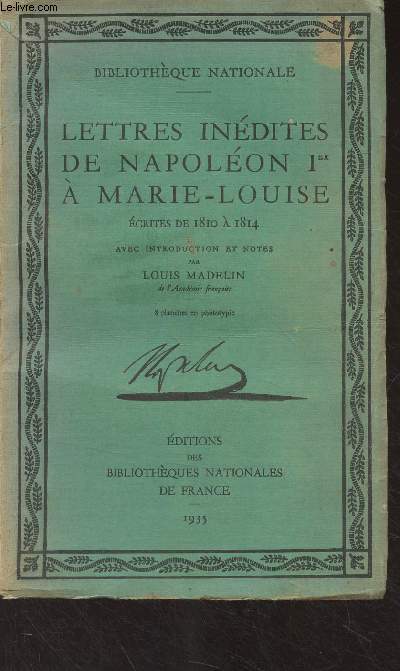 www.le-livre.com
BIBLIOTHÈQUE NATIONALE
LETTRES INÉDITES
DE NAPOLÉON Iᴱᴿ
À MARIE-LOUISE
ÉCRITES DE 1810 À 1814
AVEC INTRODUCTION ET NOTES
PAR
LOUIS MADELIN
de l'Académie française
8 planches en phototypie
ÉDITIONS
DES
BIBLIOTHÈQUES NATIONALES
DE FRANCE
1935